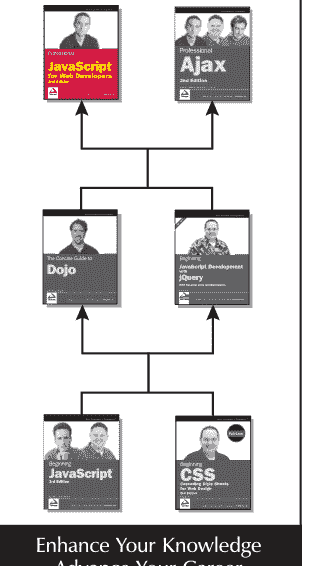 Professional
JavaScript
for Web Developers
2nd Edition
Professional
Ajax
2nd Edition
The Concise Guide to
Dojo
Beginning
JavaScript Development
with
jQuery
Beginning
JavaScript
3rd Edition
Beginning
CSS
Cascading Style Sheets
for Web Design
2nd Edition
Enhance Your Knowledge
Advance Your Career